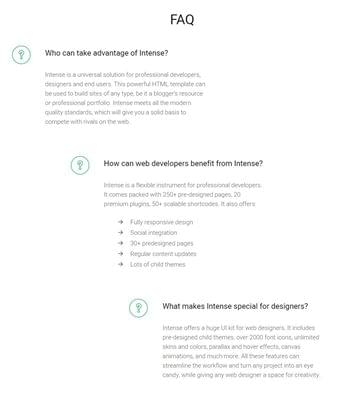 FAQ
Who can take advantage of Intense?
Intense is a universal solution for professional developers,
designers and end users. This powerful HTML template can
be used to build sites of any type, be it a blogger's resource
or professional portfolio. Intense meets all the modern
quality standards, which will give you a solid basis to
compete with rivals on the web.
How can web developers benefit from Intense?
Intense is a flexible instrument for professional developers.
It comes packed with 250+ pre-designed pages, 20
premium plugins, 50+ scalable shortcodes. It also offers
Fully responsive design
Social integration
30+ predesigned pages
Regular content updates
Lots of child themes
What makes Intense special for designers?
Intense offers a huge UI kit for web designers. It includes
pre-designed child themes, over 2000 font icons, unlimited
skins and colors, parallax and hover effects, canvas
animations, and much more. All these features can
streamline the workflow and turn any project into an eye
candy, while giving any web designer a space for creativity.